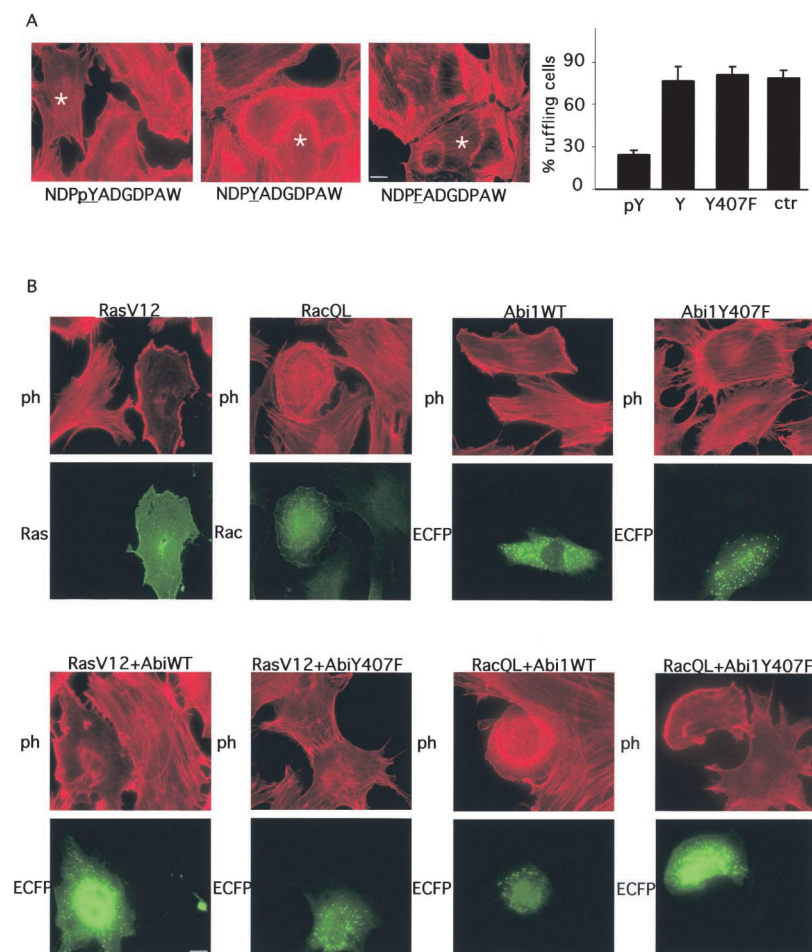 A
*
*
*
NDPpYADGDPAW
NDPYADGDPAW
NDPFADGDPAW
% ruffling cells
90
60
30
0
pY
Y
Y407F
ctr
B
RasV12
RacQL
Abi1WT
Abi1Y407F
ph
ph
ph
ph
Ras
Rac
ECFP
ECFP
RasV12+AbiWT
RasV12+AbiY407F
RacQL+Abi1WT
RacQL+Abi1Y407F
ph
ph
ph
ph
ECFP
ECFP
ECFP
ECFP